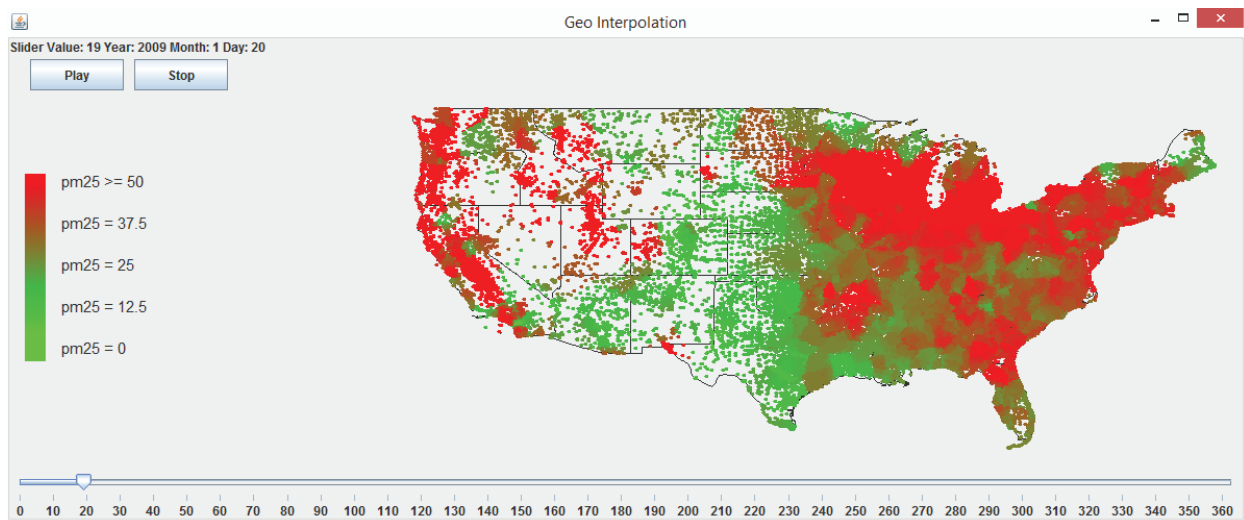 Geo Interpolation
Slider Value: 19 Year: 2009 Month: 1 Day: 20
Play Stop
pm25 >= 50
pm25 = 37.5
pm25 = 25
pm25 = 12.5
pm25 = 0
0 10 20 30 40 50 60 70 80 90 100 110 120 130 140 150 160 170 180 190 200 210 220 230 240 250 260 270 280 290 300 310 320 330 340 350 360